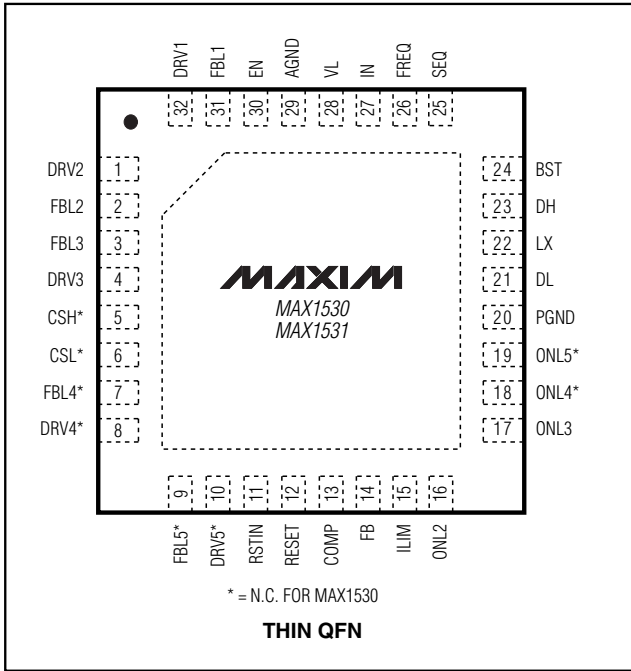 DRV1 FBL1 EN AGND VL IN FREQ SEQ
32 31 30 29 28 27 26 25
DRV2 1
FBL2 2
FBL3 3
DRV3 4
CSH* 5
CSL* 6
FBL4* 7
DRV4* 8
MAXIM
MAX1530
MAX1531
24 BST
23 DH
22 LX
21 DL
20 PGND
19 ONL5*
18 ONL4*
17 ONL3
9 10 11 12 13 14 15 16
FBL5* DRV5* RSTIN RESET COMP FB ILIM ONL2
* = N.C. FOR MAX1530
THIN QFN